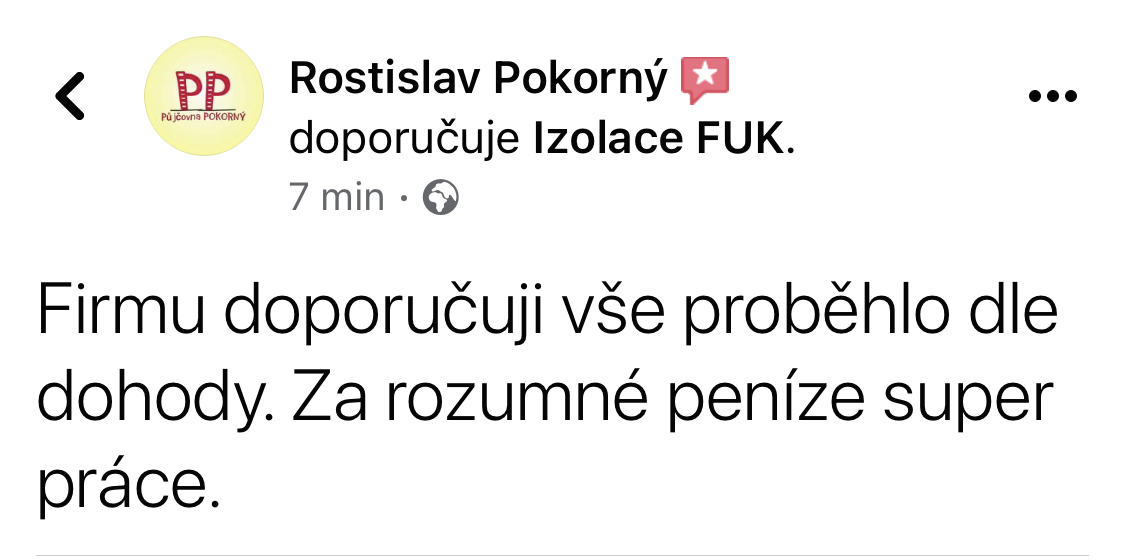 PP
Půjčovna POKORNÝ
Rostislav Pokorný
doporučuje Izolace FUK.
7 min ·
Firmu doporučuji vše proběhlo dle
dohody. Za rozumné peníze super
práce.